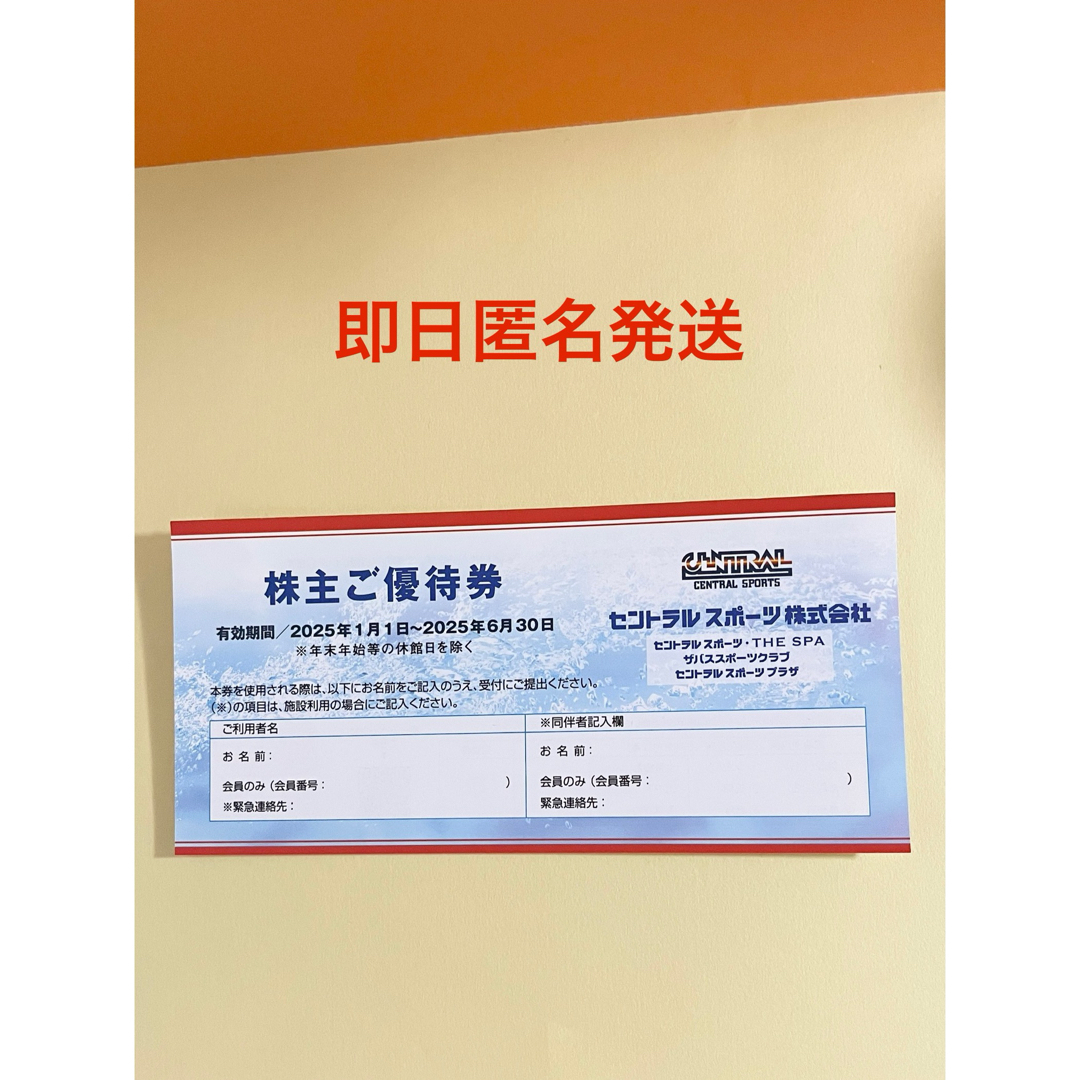 即日匿名発送
株主ご優待券
有効期間／2025年1月1日~2025年6月30日
※年末年始等の休館日を除く
CENTRAL
CENTRAL SPORTS
セントラルスポーツ株式会社
セントラルスポーツ・THE SPA
ザバススポーツクラブ
セントラルスポーツプラザ
本券を使用される際は、以下にお名前をご記入のうえ、受付にご提出ください。
(※)の項目は、施設利用の場合にご記入ください。
ご利用者名
お 名 前：
会員のみ（会員番号： ）
※緊急連絡先：
※同伴者記入欄
お 名 前：
会員のみ（会員番号： ）
緊急連絡先：